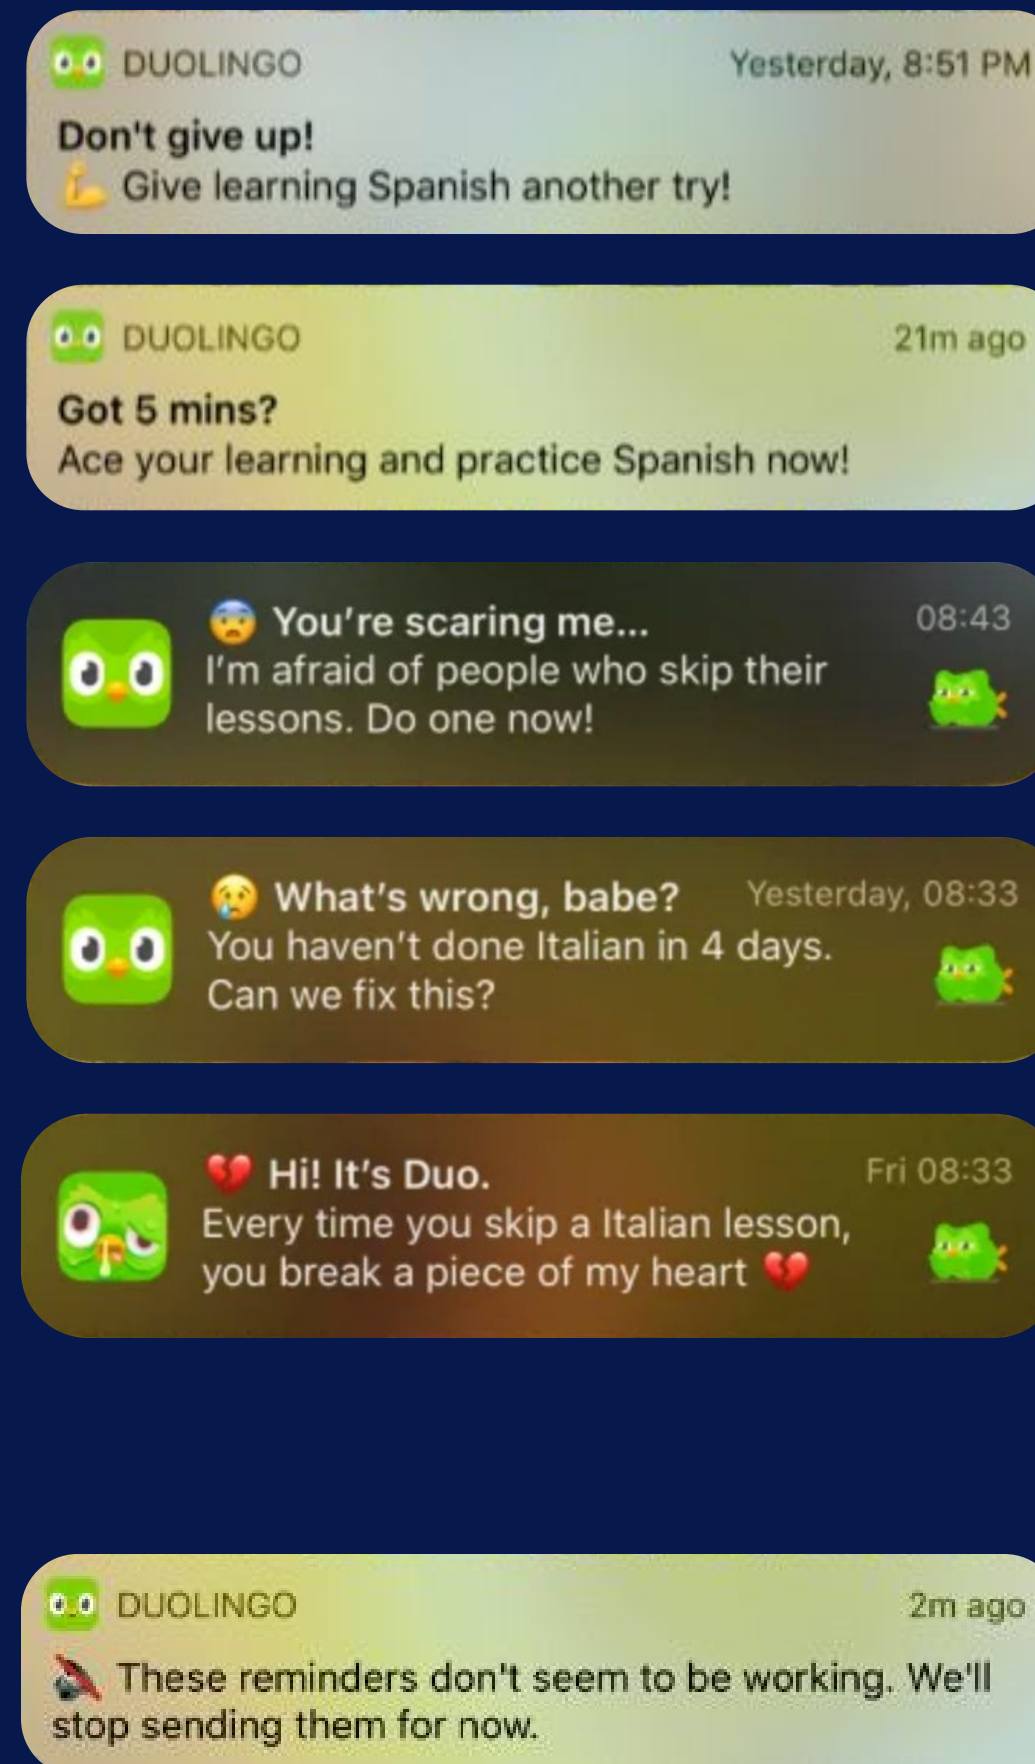 DUOLINGO Yesterday, 8:51 PM
Don't give up!
💪 Give learning Spanish another try!
DUOLINGO 21m ago
Got 5 mins?
Ace your learning and practice Spanish now!
😨 You’re scaring me... 08:43
I’m afraid of people who skip their
lessons. Do one now!
😢 What’s wrong, babe? Yesterday, 08:33
You haven’t done Italian in 4 days.
Can we fix this?
💔 Hi! It’s Duo. Fri 08:33
Every time you skip a Italian lesson,
you break a piece of my heart 💔
DUOLINGO 2m ago
These reminders don't seem to be working. We'll
stop sending them for now.